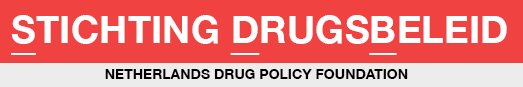 STICHTING DRUGSBELEID
NETHERLANDS DRUG POLICY FOUNDATION